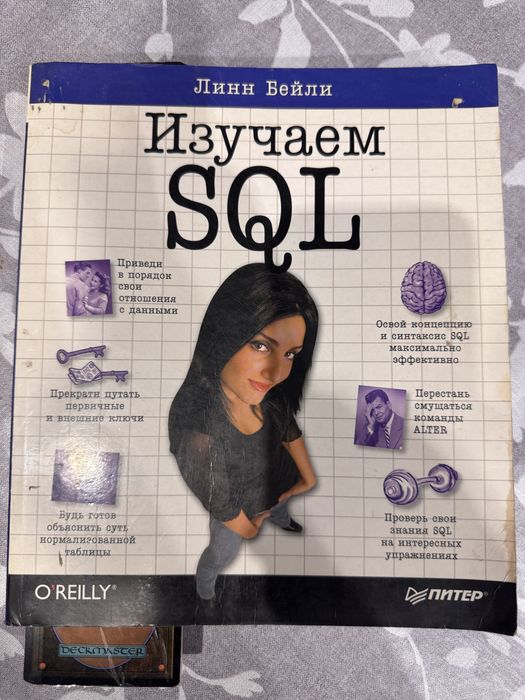 Линн Бейли
Изучаем
SQL
Приведи
в порядок
свои
отношения
с данными
Освой концепцию
и синтаксис SQL
максимально
эффективно
Прекрати путать
первичные
и внешние ключи
Перестань
смущаться
команды
ALTER
Будь готов
объяснить суть
нормализованной
таблицы
Проверь свои
знания SQL
на интересных
упражнениях
O'REILLY®
ПИТЕР®
DECKMASTER